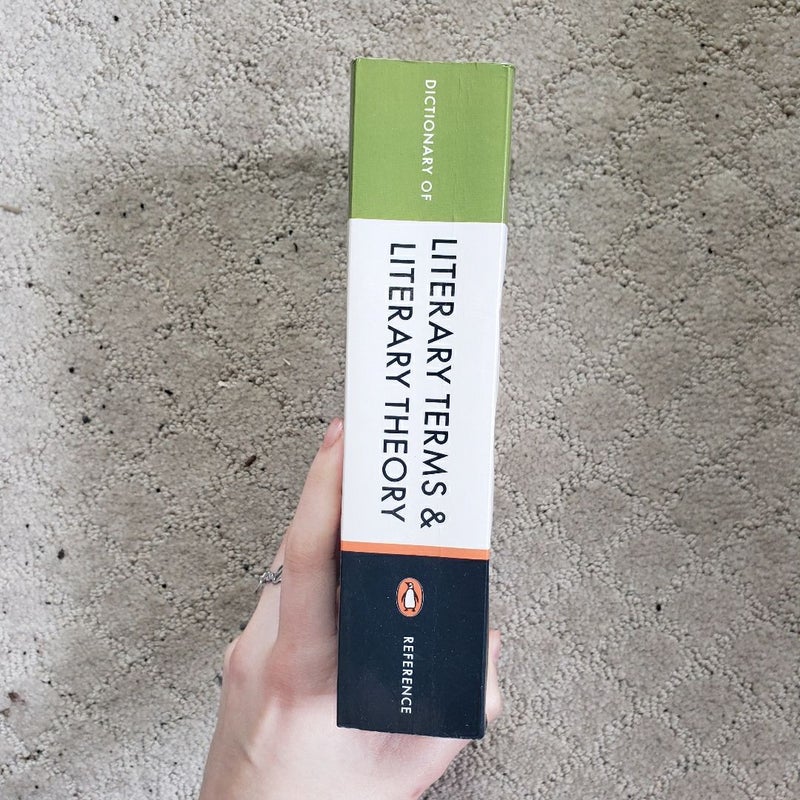 DICTIONARY OF
LITERARY TERMS &
LITERARY THEORY
REFERENCE